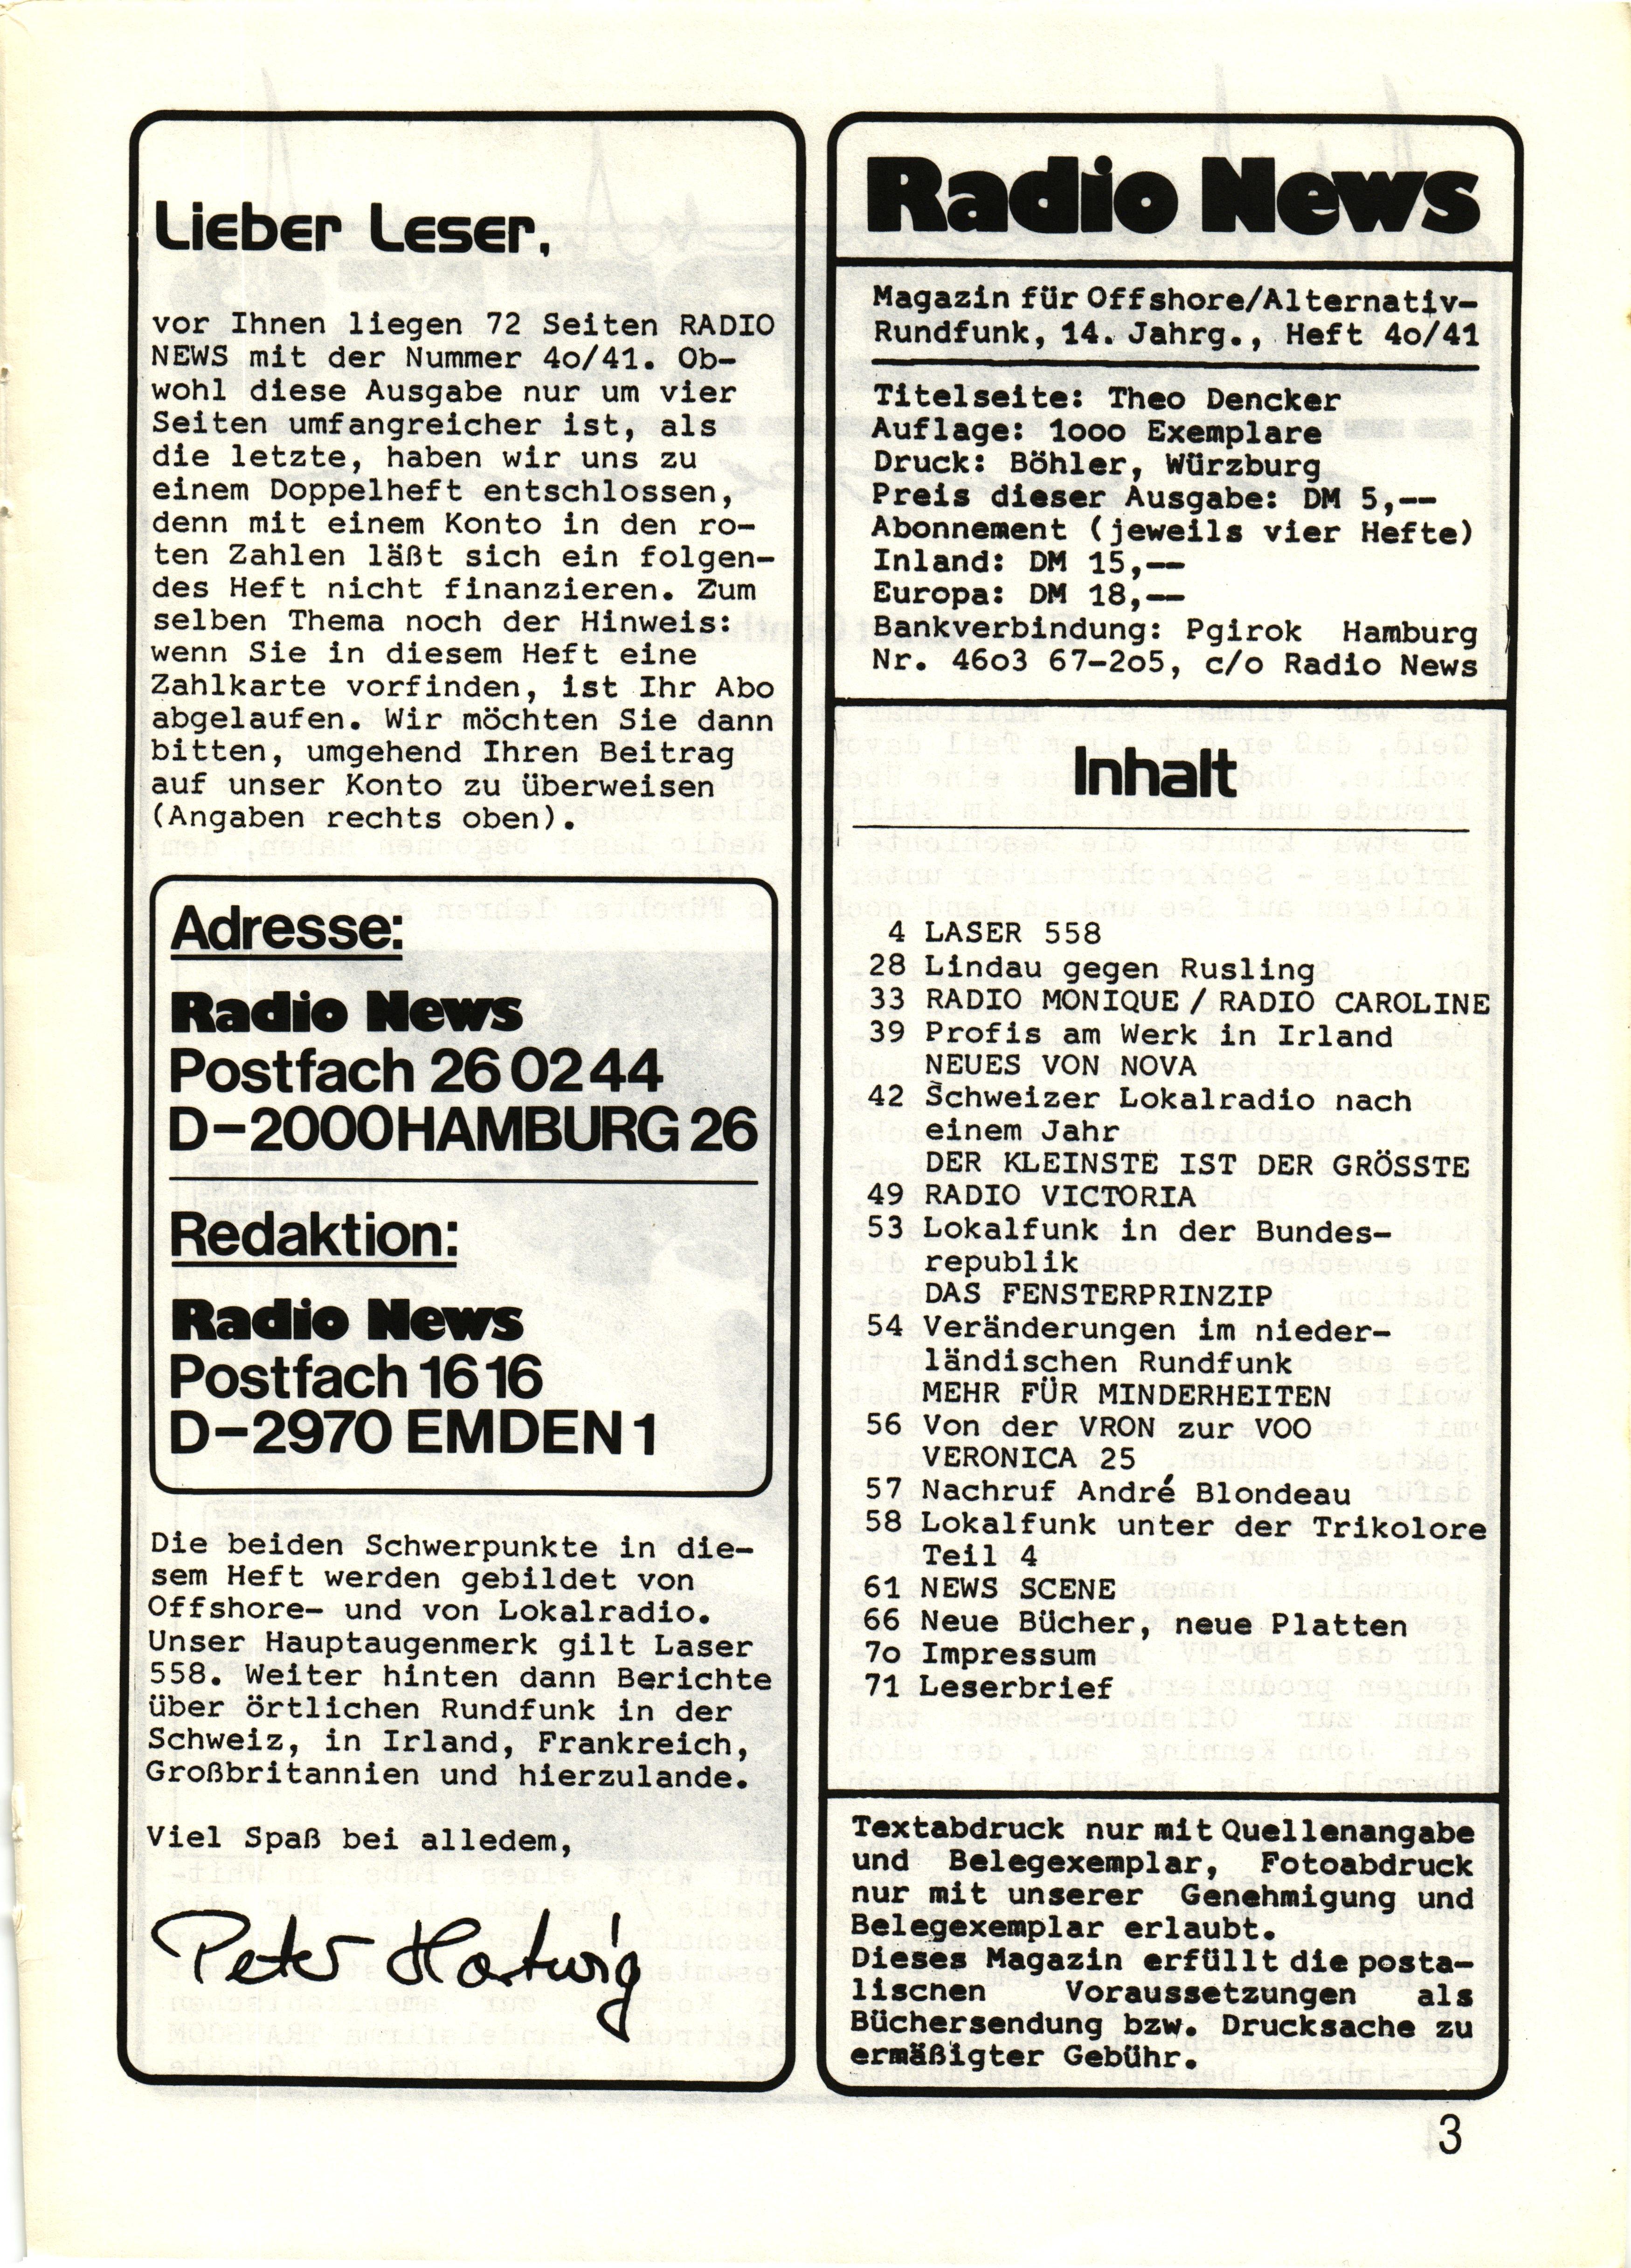 Lieber Leser,
vor Ihnen liegen 72 Seiten RADIO
NEWS mit der Nummer 4o/41. Ob-
wohl diese Ausgabe nur um vier
Seiten umfangreicher ist, als
die letzte, haben wir uns zu
einem Doppelheft entschlossen,
denn mit einem Konto in den ro-
ten Zahlen läßt sich ein folgen-
des Heft nicht finanzieren. Zum
selben Thema noch der Hinweis:
wenn Sie in diesem Heft eine
Zahlkarte vorfinden, ist Ihr Abo
abgelaufen. Wir möchten Sie dann
bitten, umgehend Ihren Beitrag
auf unser Konto zu überweisen
(Angaben rechts oben).
Adresse:
Radio News
Postfach 26 02 44
D-2000 HAMBURG 26
Redaktion:
Radio News
Postfach 16 16
D-2970 EMDEN 1
Die beiden Schwerpunkte in die-
sem Heft werden gebildet von
Offshore- und von Lokalradio.
Unser Hauptaugenmerk gilt Laser
558. Weiter hinten dann Berichte
über örtlichen Rundfunk in der
Schweiz, in Irland, Frankreich,
Großbritannien und hierzulande.
Viel Spaß bei alledem,
Peter Hartwig
Radio News
Magazin für Offshore/Alternativ-
Rundfunk, 14. Jahrg., Heft 4o/41
Titelseite: Theo Dencker
Auflage: 1ooo Exemplare
Druck: Böhler, Würzburg
Preis dieser Ausgabe: DM 5,--
Abonnement (jeweils vier Hefte)
Inland: DM 15,--
Europa: DM 18,--
Bankverbindung: Pgirok Hamburg
Nr. 46o3 67-2o5, c/o Radio News
Inhalt
4 LASER 558
28 Lindau gegen Rusling
33 RADIO MONIQUE / RADIO CAROLINE
39 Profis am Werk in Irland
NEUES VON NOVA
42 Schweizer Lokalradio nach
einem Jahr
DER KLEINSTE IST DER GRÖSSTE
49 RADIO VICTORIA
53 Lokalfunk in der Bundes-
republik
DAS FENSTERPRINZIP
54 Veränderungen im nieder-
ländischen Rundfunk
MEHR FÜR MINDERHEITEN
56 Von der VRON zur VOO
VERONICA 25
57 Nachruf André Blondeau
58 Lokalfunk unter der Trikolore
Teil 4
61 NEWS SCENE
66 Neue Bücher, neue Platten
7o Impressum
71 Leserbrief
Textabdruck nur mit Quellenangabe
und Belegexemplar, Fotoabdruck
nur mit unserer Genehmigung und
Belegexemplar erlaubt.
Dieses Magazin erfüllt die posta-
lischen Voraussetzungen als
Büchersendung bzw. Drucksache zu
ermäßigter Gebühr.
3